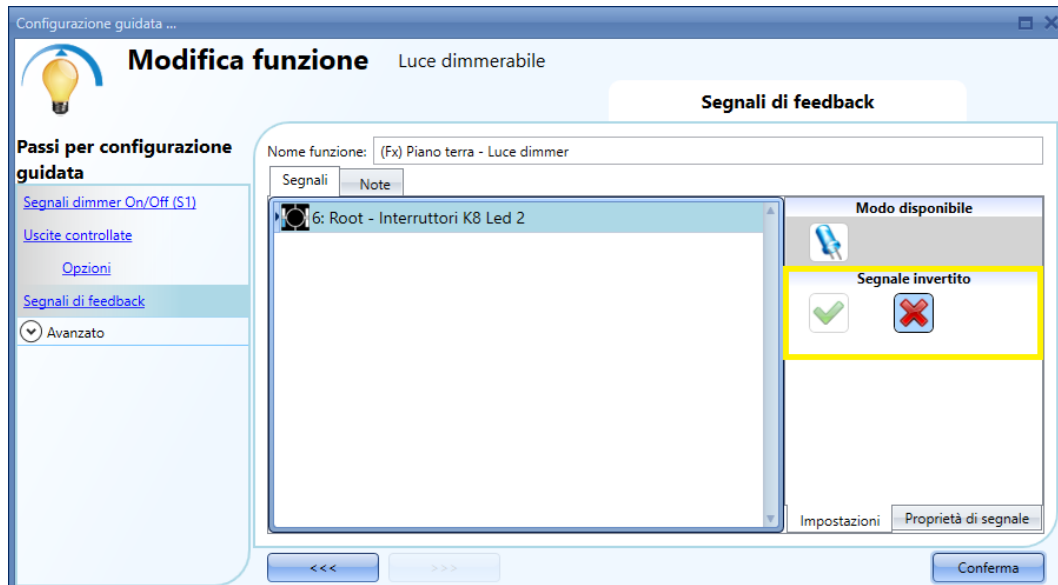 Configurazione guidata ...
Modifica funzione Luce dimmerabile
Segnali di feedback
Passi per configurazione
guidata
Segnali dimmer On/Off (S1)
Uscite controllate
Opzioni
Segnali di feedback
Avanzato
Nome funzione: (Fx) Piano terra - Luce dimmer
Segnali Note
6: Root - Interruttori K8 Led 2
Modo disponibile
Segnale invertito
Impostazioni Proprietà di segnale
<<< >>> Conferma